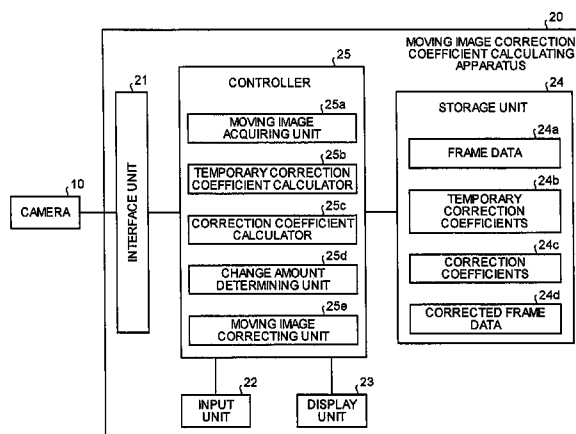 20
MOVING IMAGE CORRECTION
COEFFICIENT CALCULATING
APPARATUS
21
25
24
CONTROLLER
STORAGE UNIT
25a
MOVING IMAGE
ACQUIRING UNIT
24a
FRAME DATA
25b
TEMPORARY CORRECTION
COEFFICIENT CALCULATOR
24b
TEMPORARY
CORRECTION
COEFFICIENTS
10
CAMERA
INTERFACE UNIT
25c
CORRECTION COEFFICIENT
CALCULATOR
24c
CORRECTION
COEFFICIENTS
25d
CHANGE AMOUNT
DETERMINING UNIT
24d
CORRECTED FRAME
DATA
25e
MOVING IMAGE
CORRECTING UNIT
22
INPUT
UNIT
23
DISPLAY
UNIT